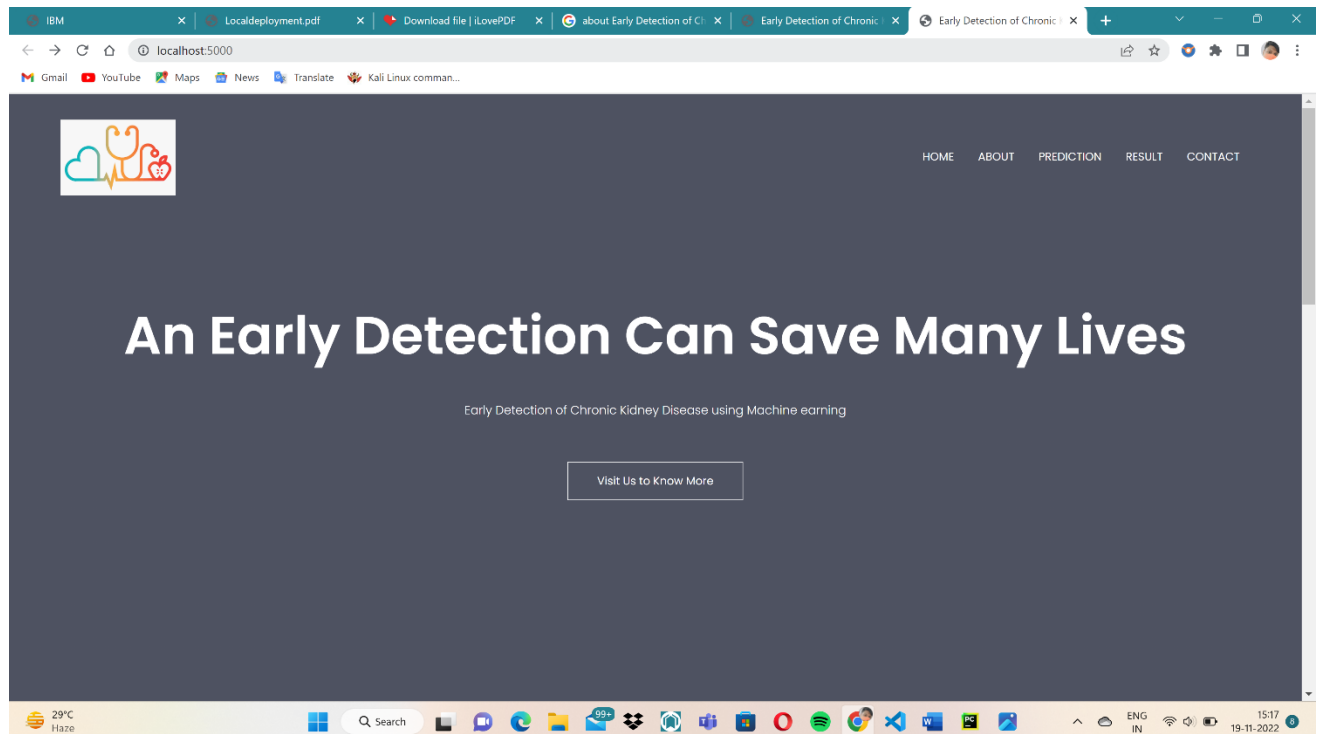 IBM
Localdeployment.pdf
Download file | iLovePDF
about Early Detection of Ch
Early Detection of Chronic
Early Detection of Chronic
localhost:5000
Gmail
YouTube
Maps
News
Translate
Kali Linux comman...
HOME ABOUT PREDICTION RESULT CONTACT
An Early Detection Can Save Many Lives
Early Detection of Chronic Kidney Disease using Machine earning
Visit Us to Know More
29°C
Haze
Search
99+
PC
ENG
IN
15:17
19-11-2022
8